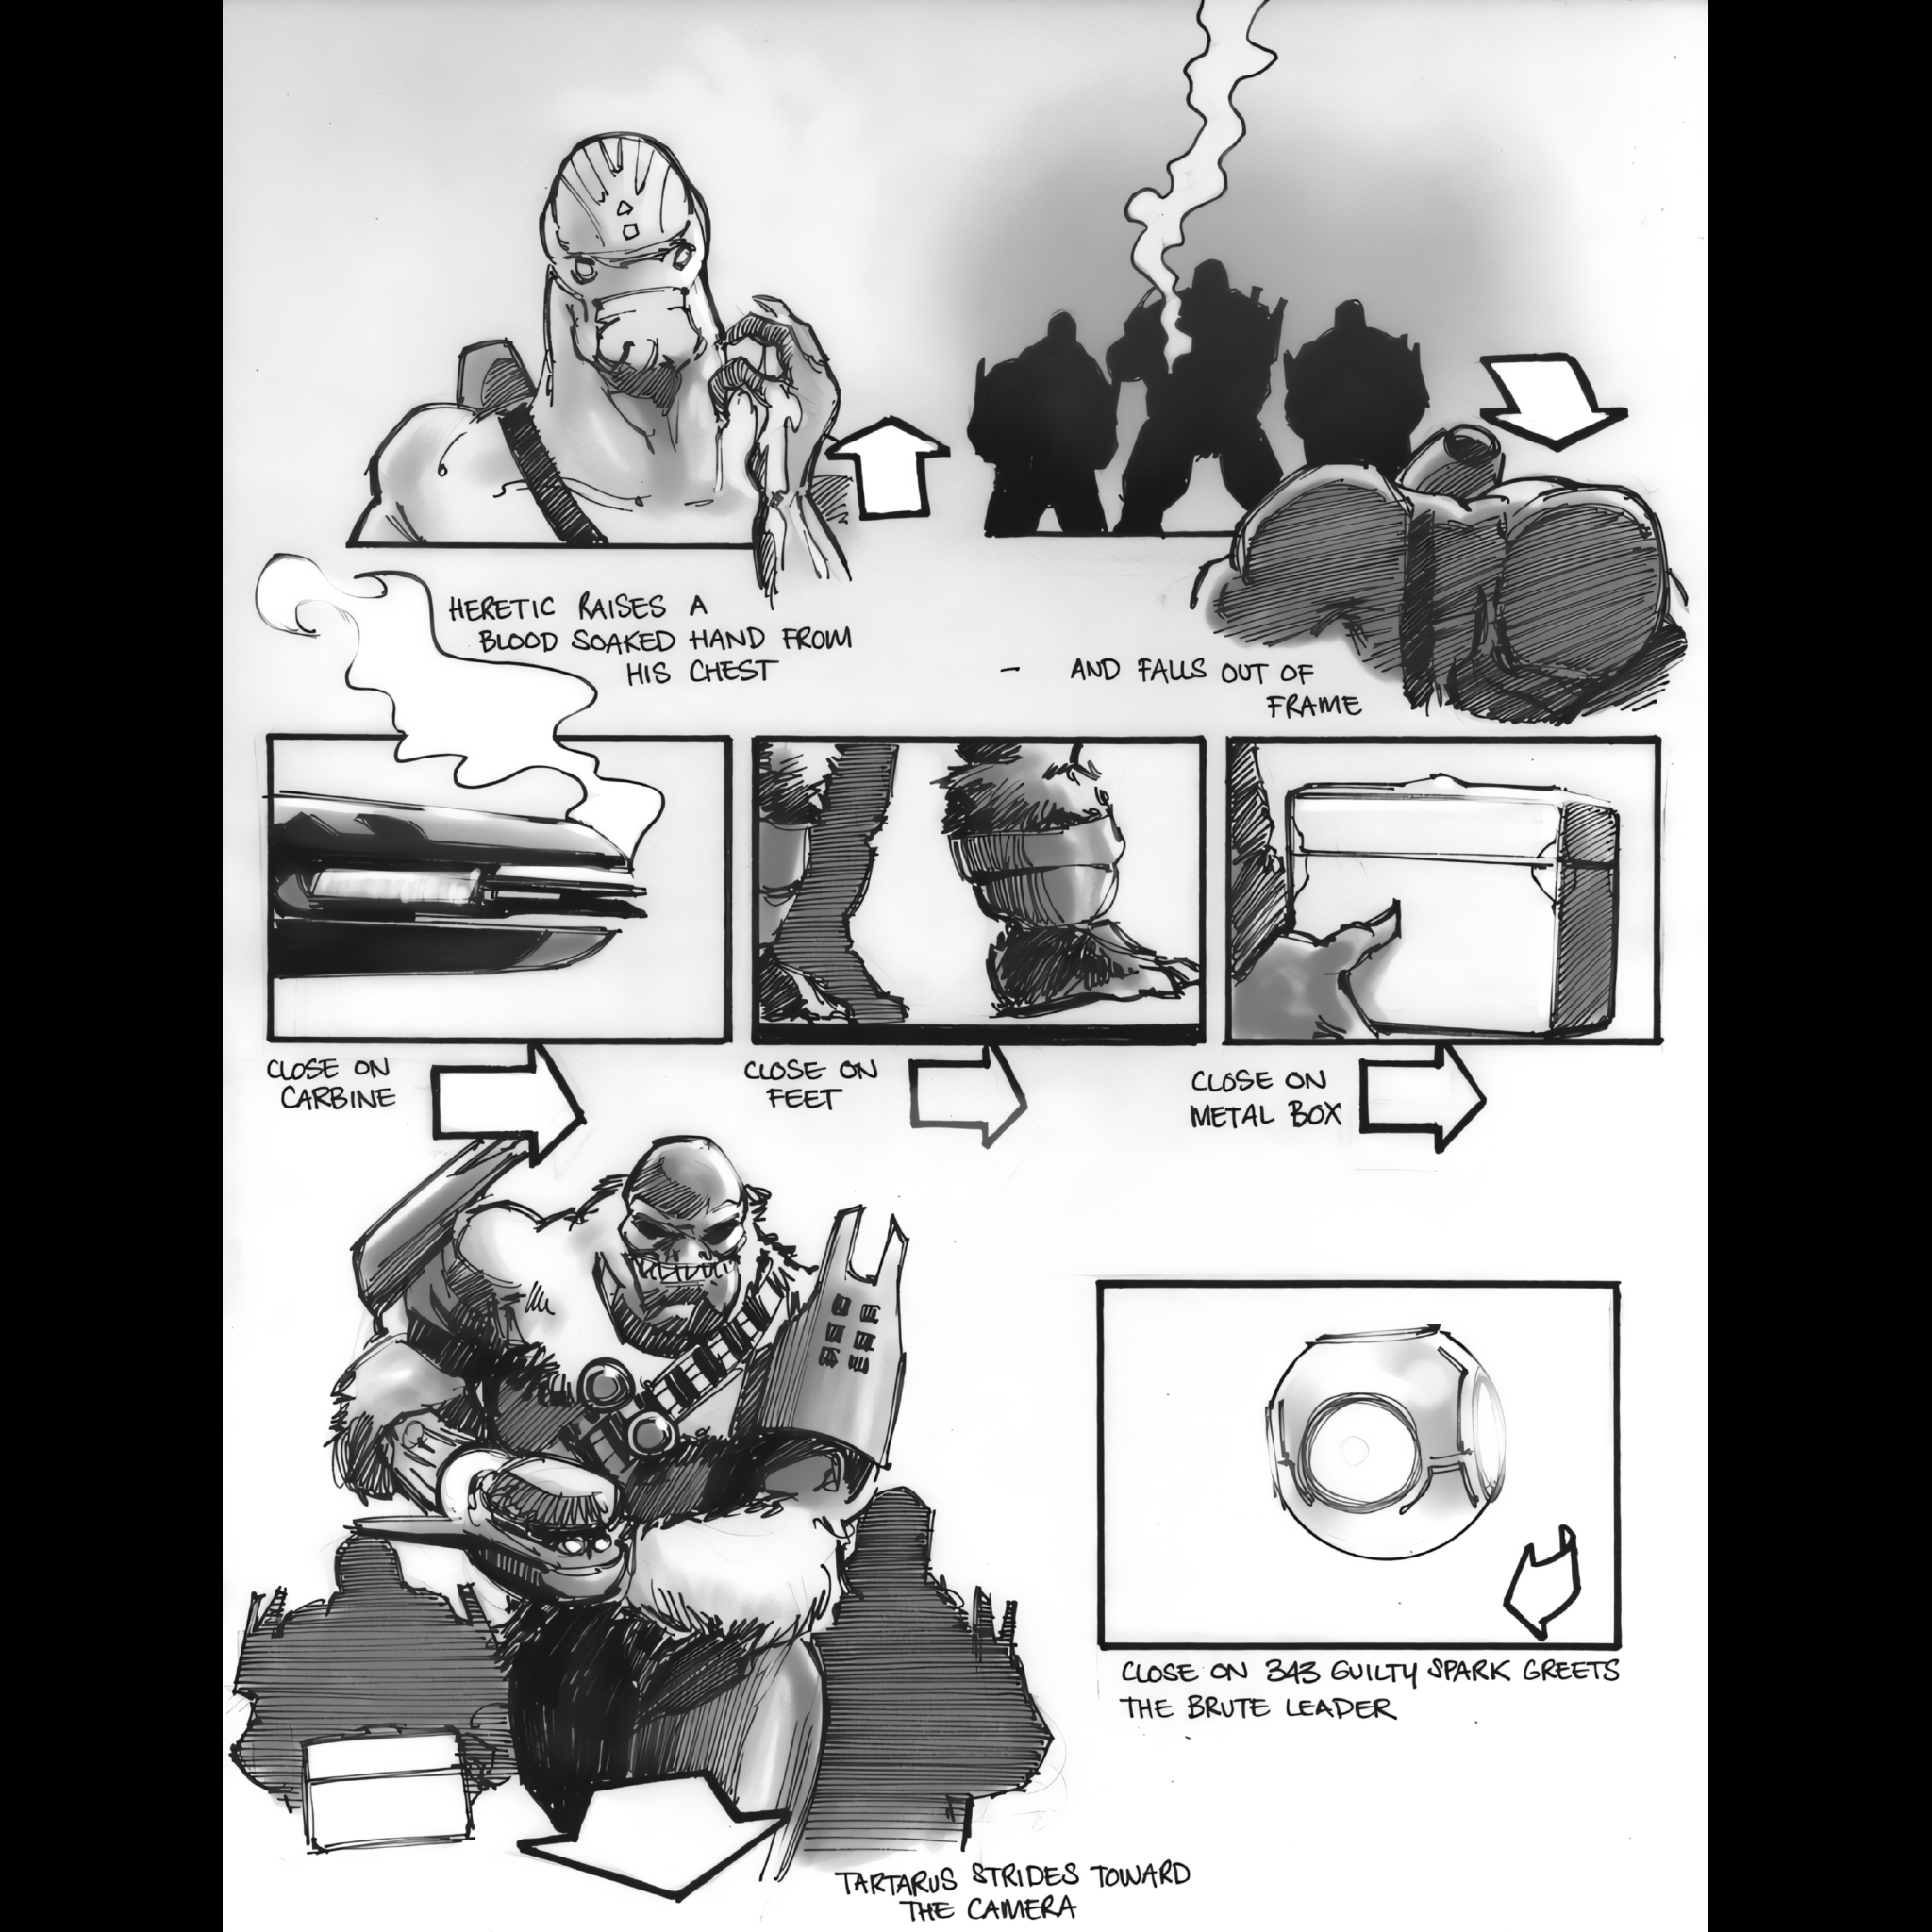 HERETIC RAISES A
BLOOD SOAKED HAND FROM
HIS CHEST
— AND FALLS OUT OF
FRAME
CLOSE ON
CARBINE
CLOSE ON
FEET
CLOSE ON
METAL BOX
CLOSE ON 343 GUILTY SPARK GREETS
THE BRUTE LEADER
TARTARUS STRIDES TOWARD
THE CAMERA